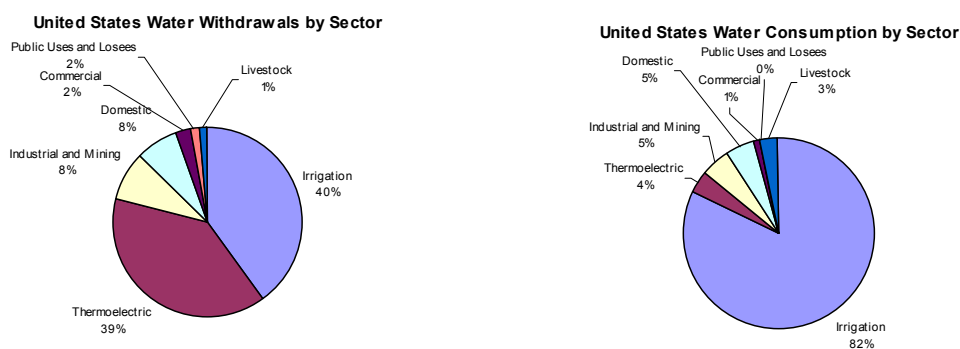 United States Water Withdrawals by Sector
Public Uses and Losees
2%
Commercial
2%
Livestock
1%
Domestic
8%
Industrial and Mining
8%
Irrigation
40%
Thermoelectric
39%
United States Water Consumption by Sector
Public Uses and Losees
0%
Domestic
5%
Commercial
1%
Livestock
3%
Industrial and Mining
5%
Thermoelectric
4%
Irrigation
82%